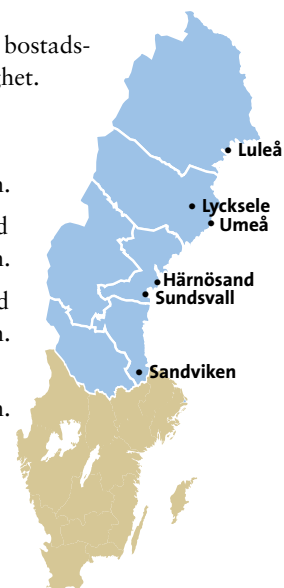 bostads-
het.
n.
d
n.
d
n.
n.
Luleå
Lycksele
Umeå
Härnösand
Sundsvall
Sandviken